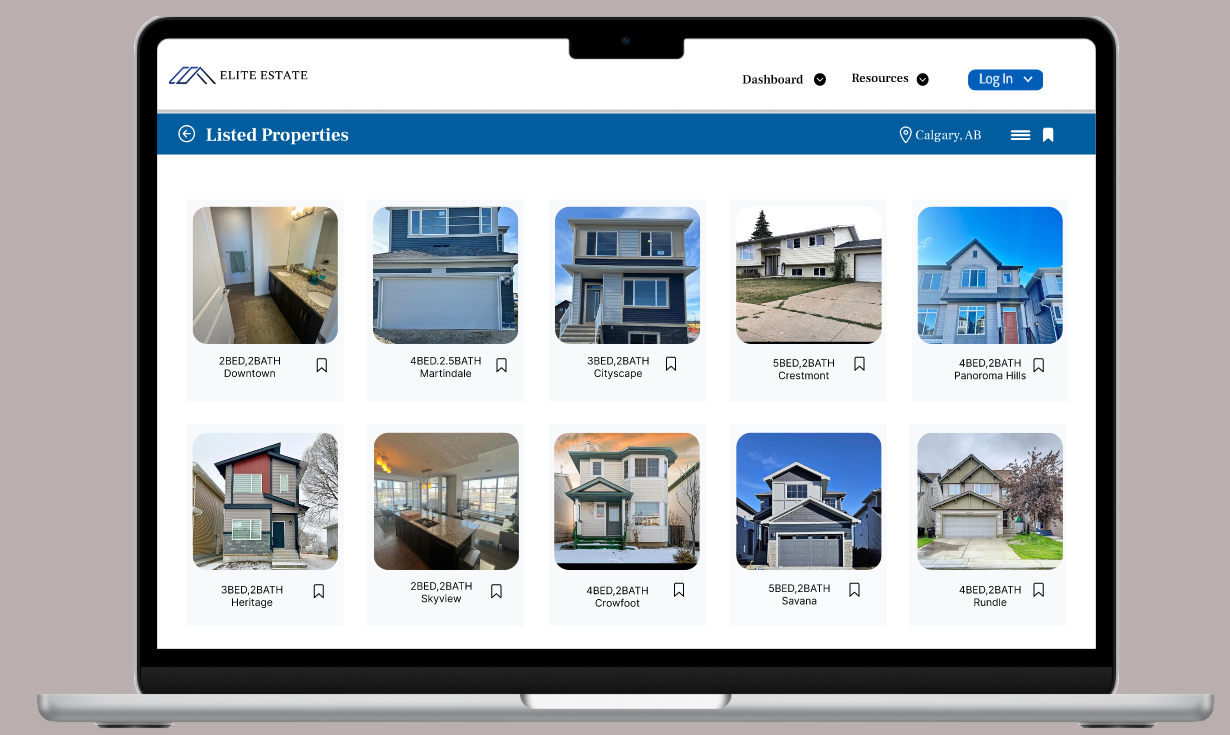 ELITE ESTATE
Dashboard
Resources
Log In
Listed Properties
Calgary, AB
2BED,2BATH
Downtown
4BED.2.5BATH
Martindale
3BED,2BATH
Cityscape
5BED,2BATH
Crestmont
4BED,2BATH
Panoroma Hills
3BED,2BATH
Heritage
2BED,2BATH
Skyview
4BED,2BATH
Crowfoot
5BED,2BATH
Savana
4BED,2BATH
Rundle